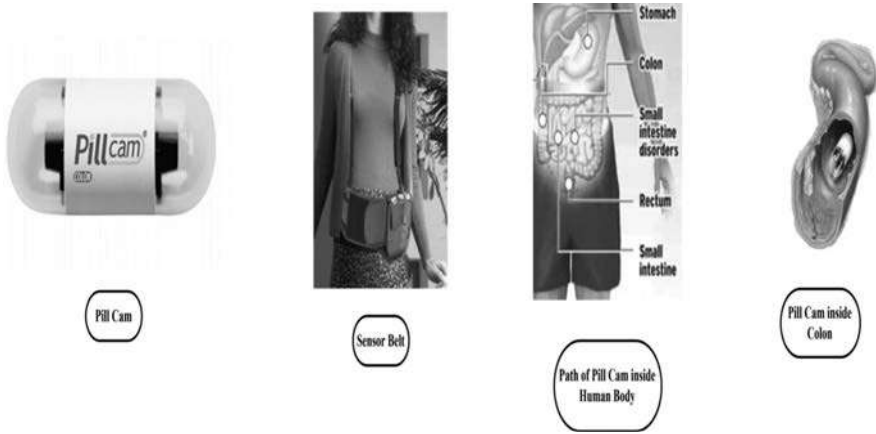 Pillcam
Pill Cam
Sensor Belt
Stomach
Colon
Small
intestine
disorders
Rectum
Small
intestine
Path of Pill Cam inside
Human Body
Pill Cam inside
Colon